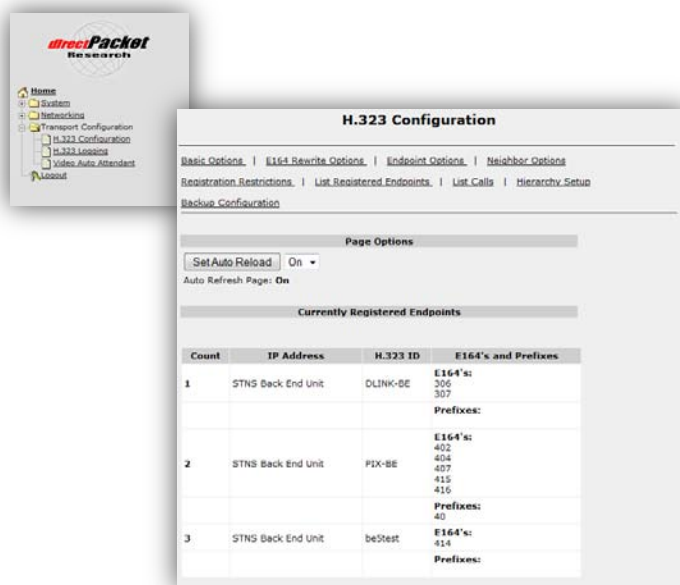 directPacket
Research
Home
System
Networking
Transport Configuration
H.323 Configuration
H.323 Logging
Video Auto Attendant
Logout
H.323 Configuration
Basic Options | E164 Rewrite Options | Endpoint Options | Neighbor Options
Registration Restrictions | List Registered Endpoints | List Calls | Hierarchy Setup
Backup Configuration
Page Options
Set Auto Reload On
Auto Refresh Page: On
Currently Registered Endpoints
Count IP Address H.323 ID E164's and Prefixes
1 STNS Back End Unit DLINK-BE E164's:
306
307
Prefixes:
2 STNS Back End Unit PIX-BE E164's:
402
404
407
415
416
Prefixes:
40
3 STNS Back End Unit beStest E164's:
414
Prefixes: